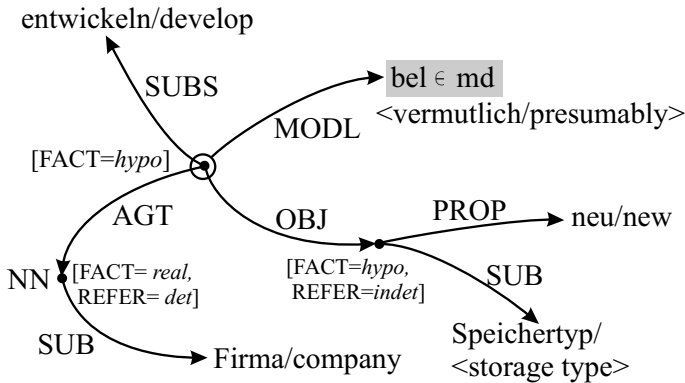 entwickeln/develop
SUBS
bel ∈ md
<vermutlich/presumably>
MODL
[FACT=hypo]
AGT
OBJ
PROP
neu/new
NN
[FACT= real,
REFER= det]
[FACT=hypo,
REFER=indet]
SUB
SUB
Firma/company
Speichertyp/
<storage type>